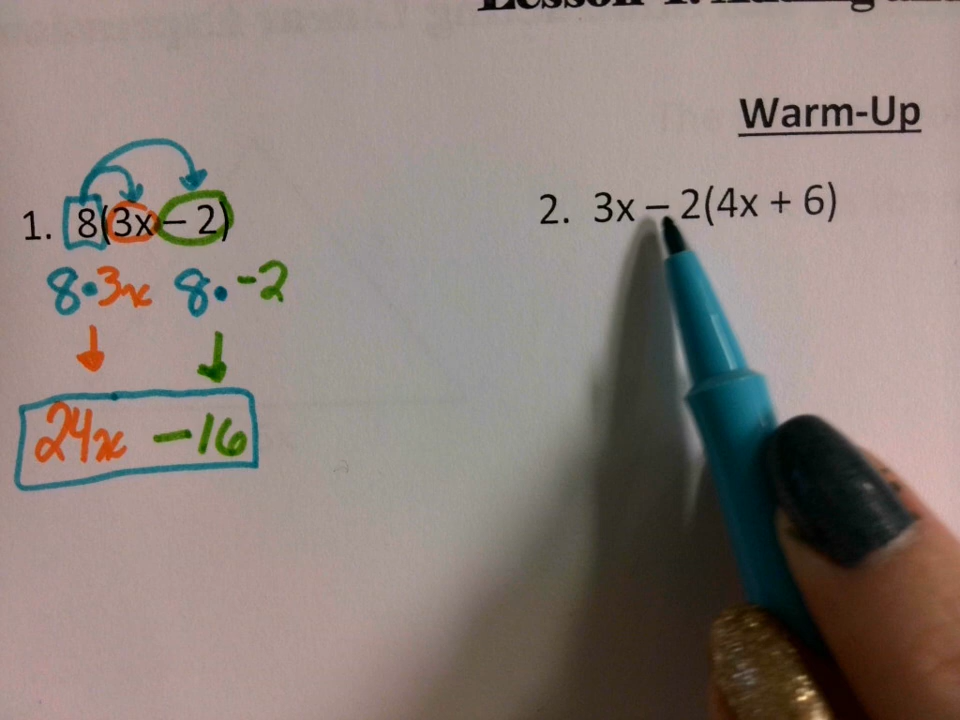 Warm-Up
1. 8(3x – 2)
8•3x 8•-2
24x -16
2. 3x – 2(4x + 6)